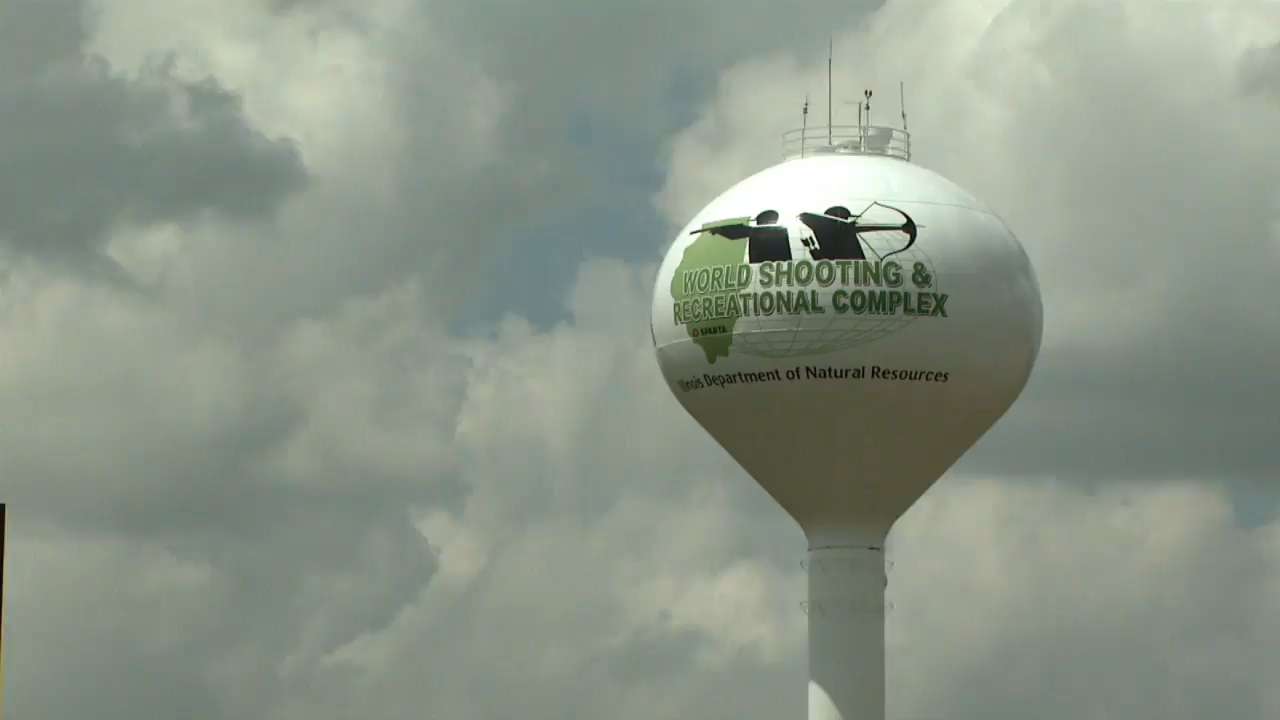 WORLD SHOOTING &
RECREATIONAL COMPLEX
SPARTA
Illinois Department of Natural Resources